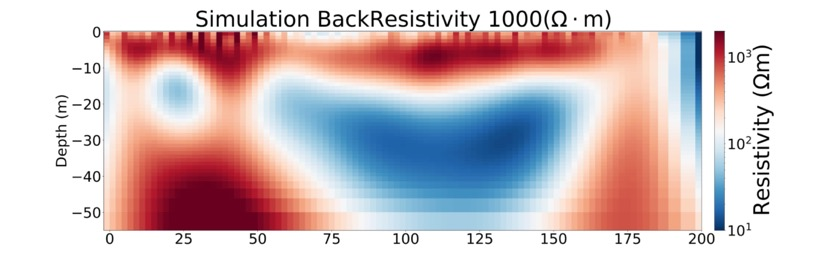 Simulation BackResistivity 1000(Ω · m)
0
−10
−20
−30
−40
−50
Depth (m)
0 25 50 75 100 125 150 175 200
10³
10²
10¹
Resistivity (Ωm)